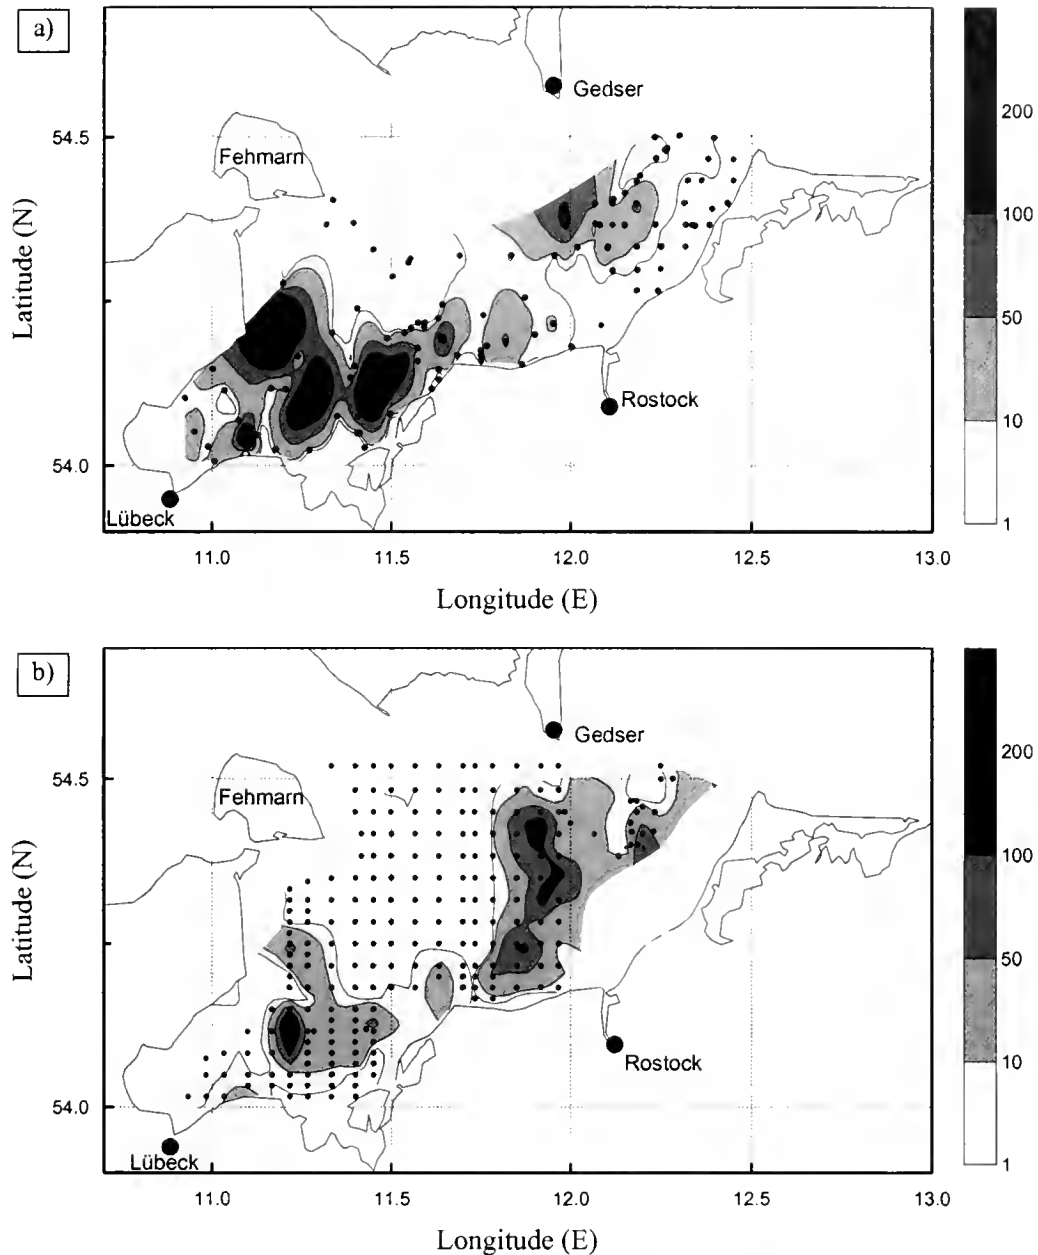 a)
Gedser
200
54.5
Fehmarn
100
Latitude (N)
50
Rostock
10
54.0
Lübeck
1
11.0 11.5 12.0 12.5 13.0
Longitude (E)
b)
Gedser
200
54.5
Fehmarn
100
Latitude (N)
50
Rostock
10
54.0
Lübeck
1
11.0 11.5 12.0 12.5 13.0
Longitude (E)